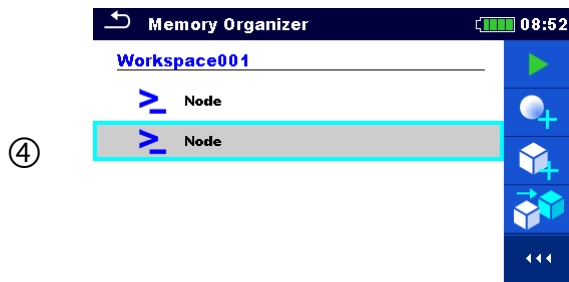 Memory Organizer 08:52
Workspace001
>_ Node
④ >_ Node